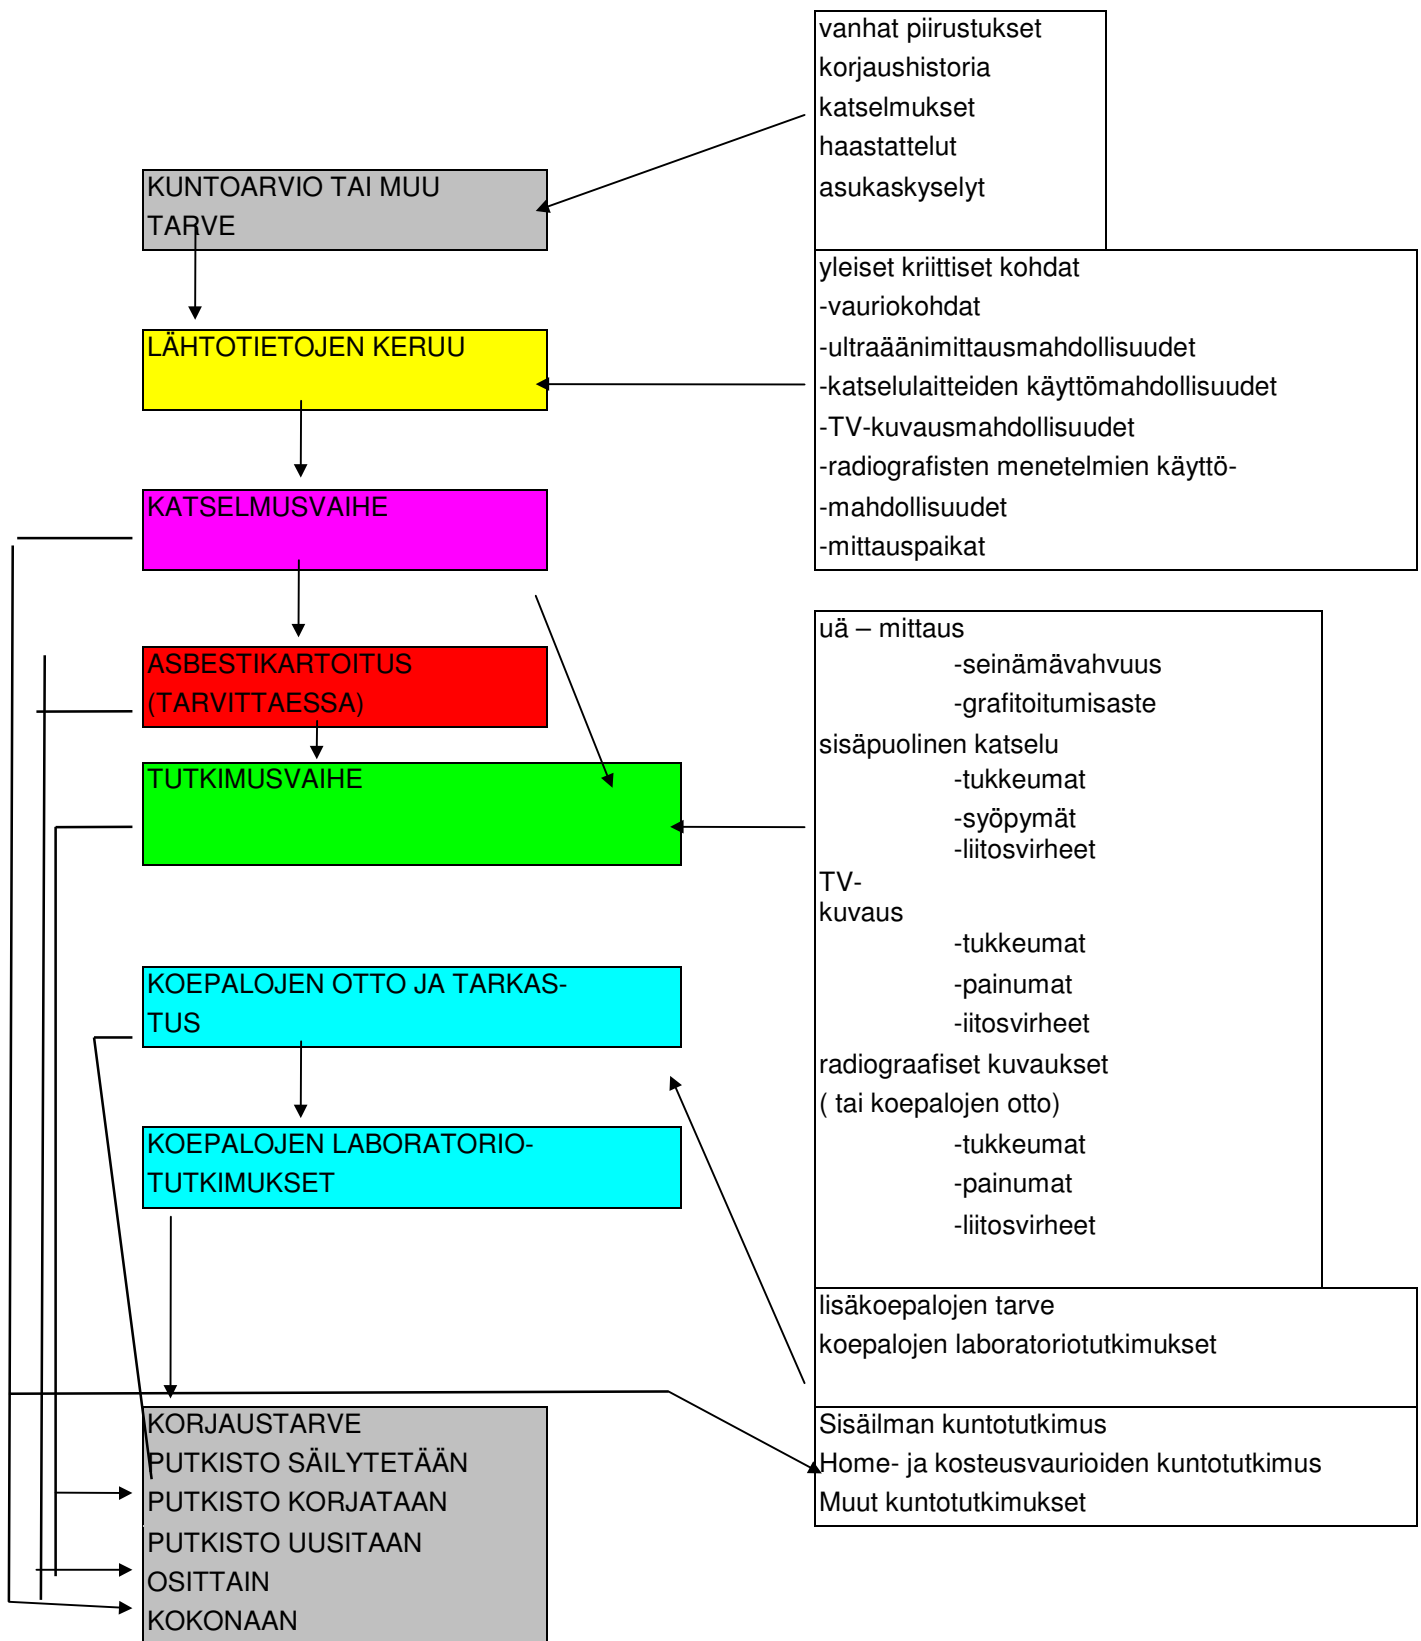 vanhat piirustukset
korjaushistoria
katselmukset
haastattelut
asukaskyselyt
KUNTOARVIO TAI MUU
TARVE
yleiset kriittiset kohdat
-vauriokohdat
-ultraäänimittausmahdollisuudet
-katselulaitteiden käyttömahdollisuudet
-TV-kuvausmahdollisuudet
-radiografisten menetelmien käyttö-
-mahdollisuudet
-mittauspaikat
LÄHTOTIETOJEN KERUU
KATSELMUSVAIHE
ASBESTIKARTOITUS
(TARVITTAESSA)
TUTKIMUSVAIHE
uä – mittaus
-seinämävahvuus
-grafitoitumisaste
sisäpuolinen katselu
-tukkeumat
-syöpymät
-liitosvirheet
TV-
kuvaus
-tukkeumat
-painumat
-iitosvirheet
radiograafiset kuvaukset
( tai koepalojen otto)
-tukkeumat
-painumat
-liitosvirheet
KOEPALOJEN OTTO JA TARKAS-
TUS
KOEPALOJEN LABORATORIO-
TUTKIMUKSET
lisäkoepalojen tarve
koepalojen laboratoriotutkimukset
KORJAUSTARVE
PUTKISTO SÄILYTETÄÄN
PUTKISTO KORJATAAN
PUTKISTO UUSITAAN
OSITTAIN
KOKONAAN
Sisäilman kuntotutkimus
Home- ja kosteusvaurioiden kuntotutkimus
Muut kuntotutkimukset